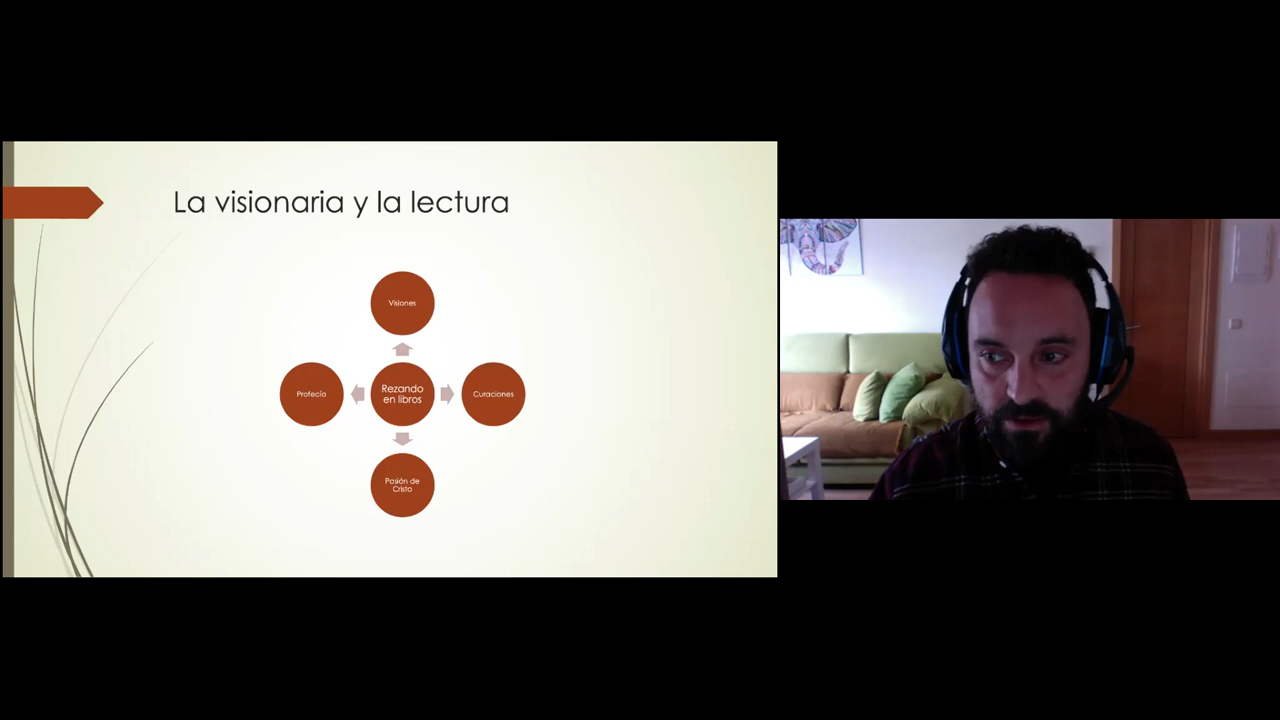 La visionaria y la lectura
Visiones
Profecía
Rezando
en libros
Curaciones
Pasión de
Cristo